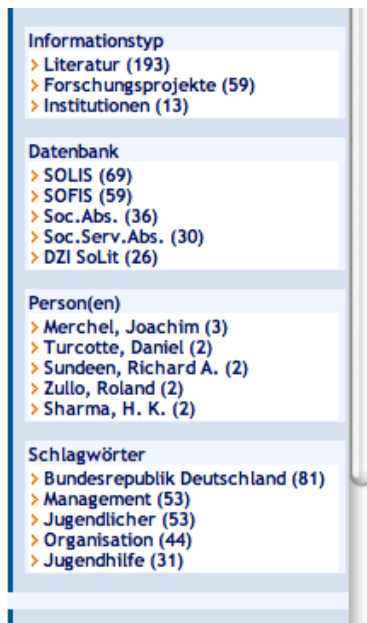 Informationstyp
> Literatur (193)
> Forschungsprojekte (59)
> Institutionen (13)
Datenbank
> SOLIS (69)
> SOFIS (59)
> Soc.Abs. (36)
> Soc.Serv.Abs. (30)
> DZI SoLit (26)
Person(en)
> Merchel, Joachim (3)
> Turcotte, Daniel (2)
> Sundeen, Richard A. (2)
> Zullo, Roland (2)
> Sharma, H. K. (2)
Schlagwörter
> Bundesrepublik Deutschland (81)
> Management (53)
> Jugendlicher (53)
> Organisation (44)
> Jugendhilfe (31)